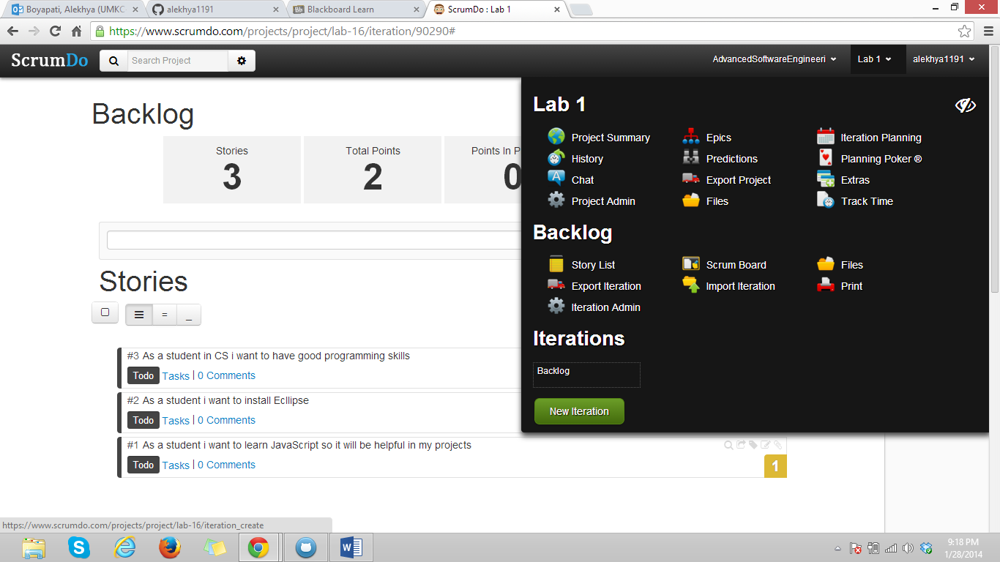 Boyapati, Alekhya (UMKC
alekhya1191
Blackboard Learn
ScrumDo : Lab 1
https://www.scrumdo.com/projects/project/lab-16/iteration/90290#
ScrumDo
Search Project
AdvancedSoftwareEngineeri
Lab 1
alekhya1191
Backlog
Stories
3
Total Points
2
Points In P
0
Stories
=
_
#3 As a student in CS i want to have good programming skills
Todo Tasks | 0 Comments
#2 As a student i want to install Ecllipse
Todo Tasks | 0 Comments
#1 As a student i want to learn JavaScript so it will be helpful in my projects
Todo Tasks | 0 Comments
1
Lab 1
Project Summary Epics Iteration Planning
History Predictions Planning Poker ®
Chat Export Project Extras
Project Admin Files Track Time
Backlog
Story List Scrum Board Files
Export Iteration Import Iteration Print
Iteration Admin
Iterations
Backlog
New Iteration
https://www.scrumdo.com/projects/project/lab-16/iteration_create
9:18 PM
1/28/2014